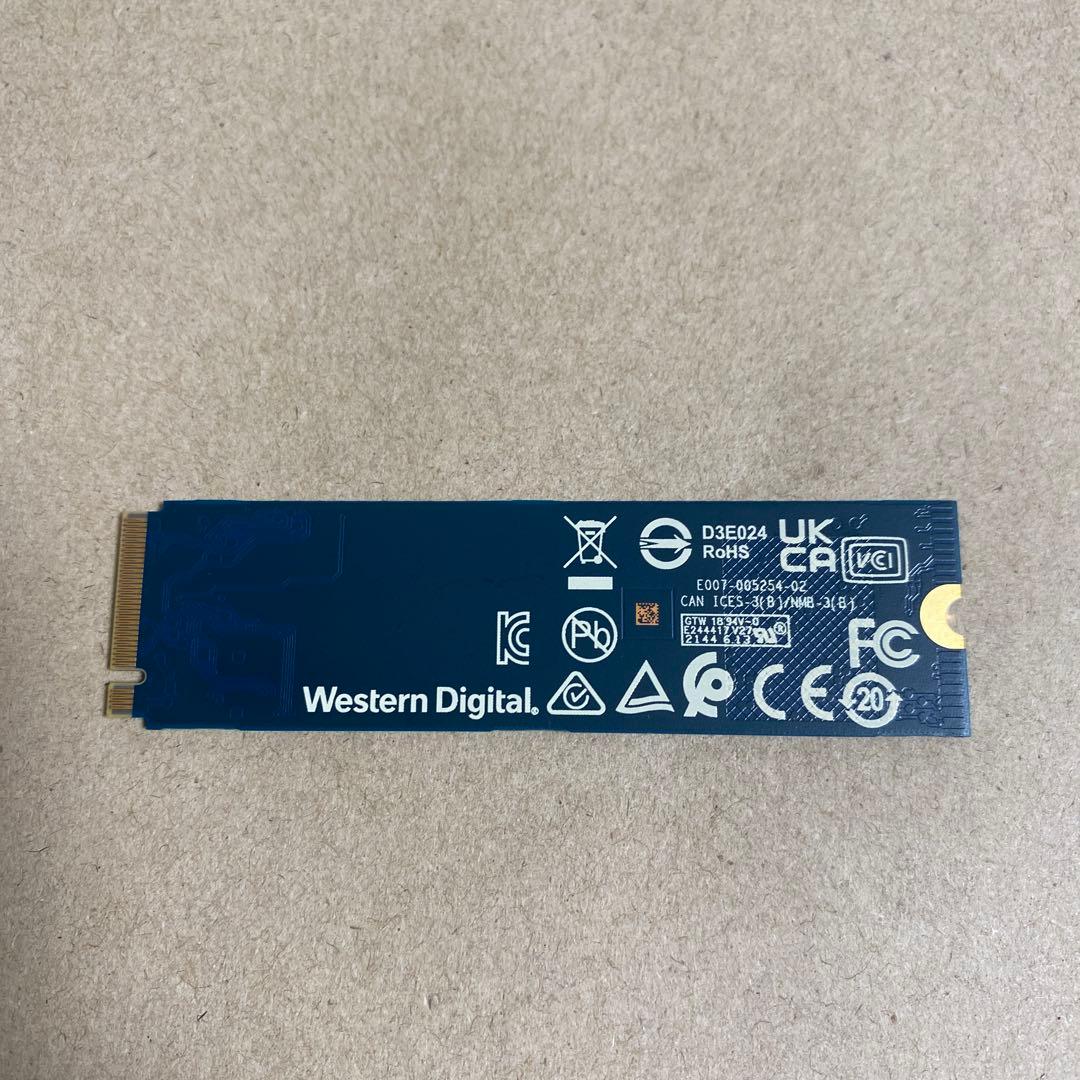 D3E024
RoHS
UK
CA
VCI
E007-005254-02
CAN ICES-3(B)/NMB-3(B)
GTW 18 94V-0
E244417 V27
2144 6.13
Pb
FC
Western Digital®
CE
20